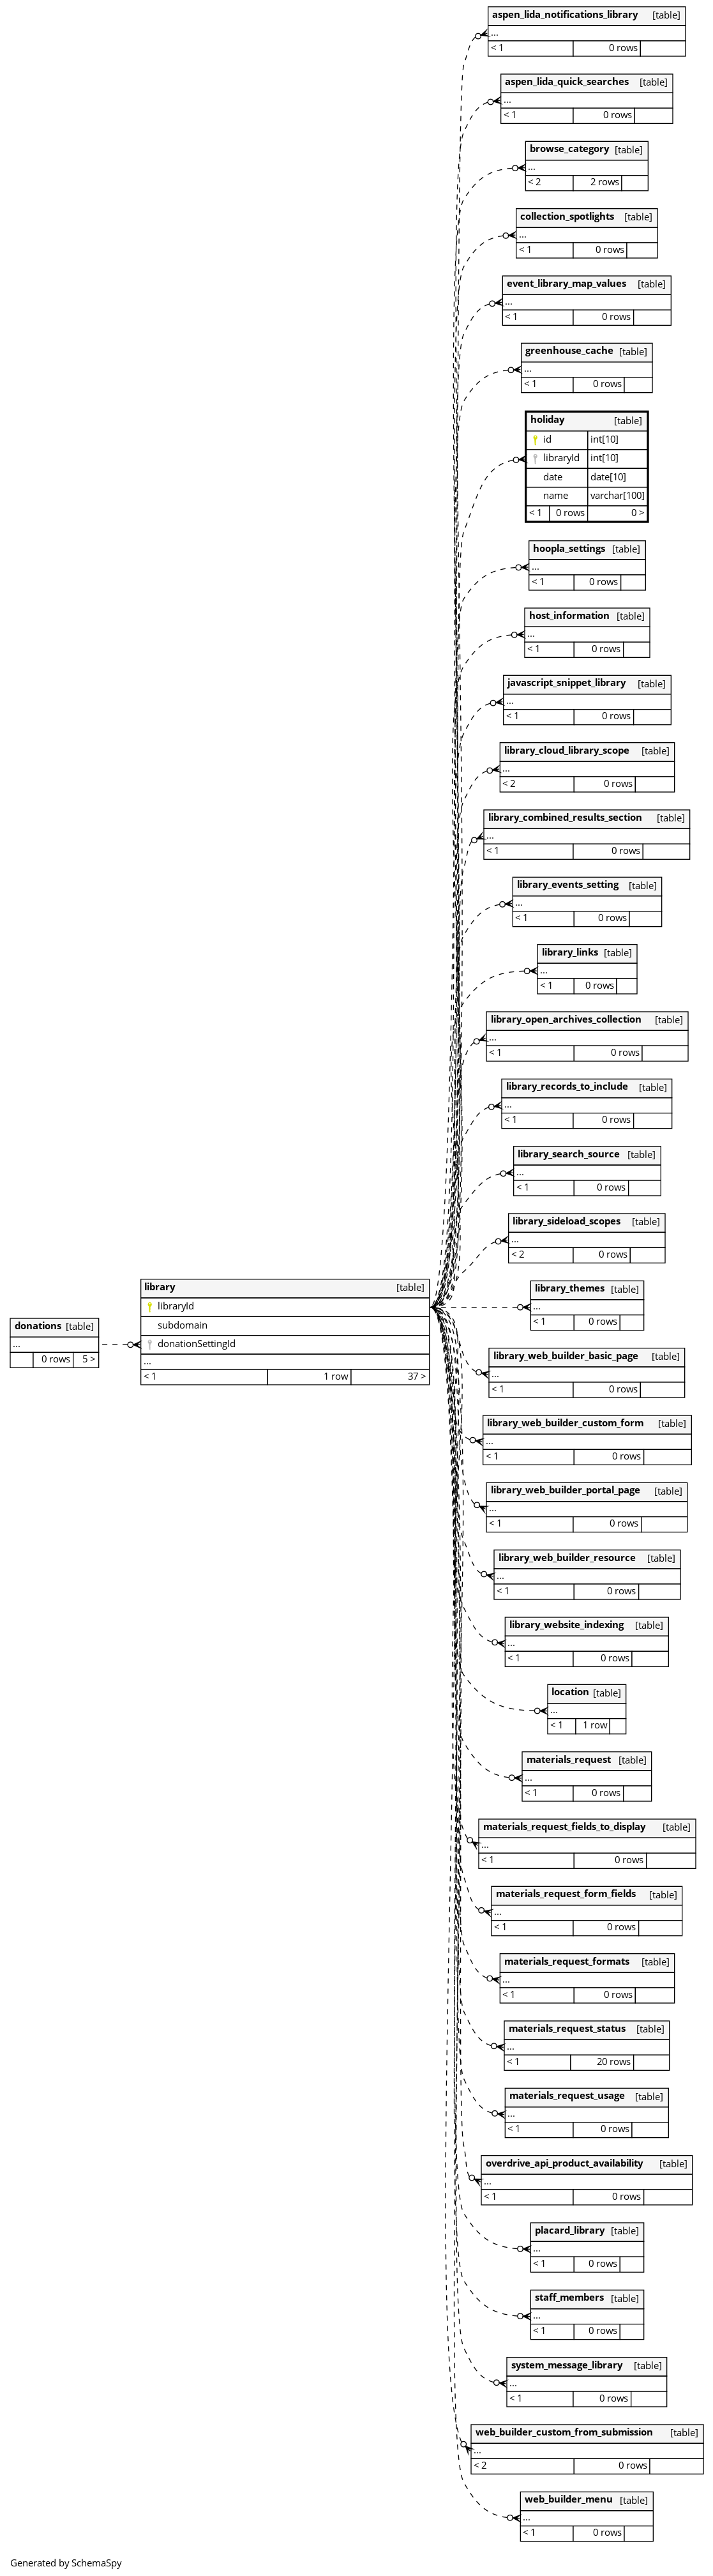 aspen_lida_notifications_library [table]
...
< 1 0 rows
aspen_lida_quick_searches [table]
...
< 1 0 rows
browse_category [table]
...
< 2 2 rows
collection_spotlights [table]
...
< 1 0 rows
event_library_map_values [table]
...
< 1 0 rows
greenhouse_cache [table]
...
< 1 0 rows
holiday [table]
id int[10]
libraryId int[10]
date date[10]
name varchar[100]
< 1 0 rows 0 >
hoopla_settings [table]
...
< 1 0 rows
host_information [table]
...
< 1 0 rows
javascript_snippet_library [table]
...
< 1 0 rows
library_cloud_library_scope [table]
...
< 2 0 rows
library_combined_results_section [table]
...
< 1 0 rows
library_events_setting [table]
...
< 1 0 rows
library_links [table]
...
< 1 0 rows
library_open_archives_collection [table]
...
< 1 0 rows
library_records_to_include [table]
...
< 1 0 rows
library_search_source [table]
...
< 1 0 rows
library_sideload_scopes [table]
...
< 2 0 rows
library [table]
libraryId
subdomain
donationSettingId
...
< 1 1 row 37 >
donations [table]
...
0 rows 5 >
library_themes [table]
...
< 1 0 rows
library_web_builder_basic_page [table]
...
< 1 0 rows
library_web_builder_custom_form [table]
...
< 1 0 rows
library_web_builder_portal_page [table]
...
< 1 0 rows
library_web_builder_resource [table]
...
< 1 0 rows
library_website_indexing [table]
...
< 1 0 rows
location [table]
...
< 1 1 row
materials_request [table]
...
< 1 0 rows
materials_request_fields_to_display [table]
...
< 1 0 rows
materials_request_form_fields [table]
...
< 1 0 rows
materials_request_formats [table]
...
< 1 0 rows
materials_request_status [table]
...
< 1 20 rows
materials_request_usage [table]
...
< 1 0 rows
overdrive_api_product_availability [table]
...
< 1 0 rows
placard_library [table]
...
< 1 0 rows
staff_members [table]
...
< 1 0 rows
system_message_library [table]
...
< 1 0 rows
web_builder_custom_from_submission [table]
...
< 2 0 rows
web_builder_menu [table]
...
< 1 0 rows
Generated by SchemaSpy